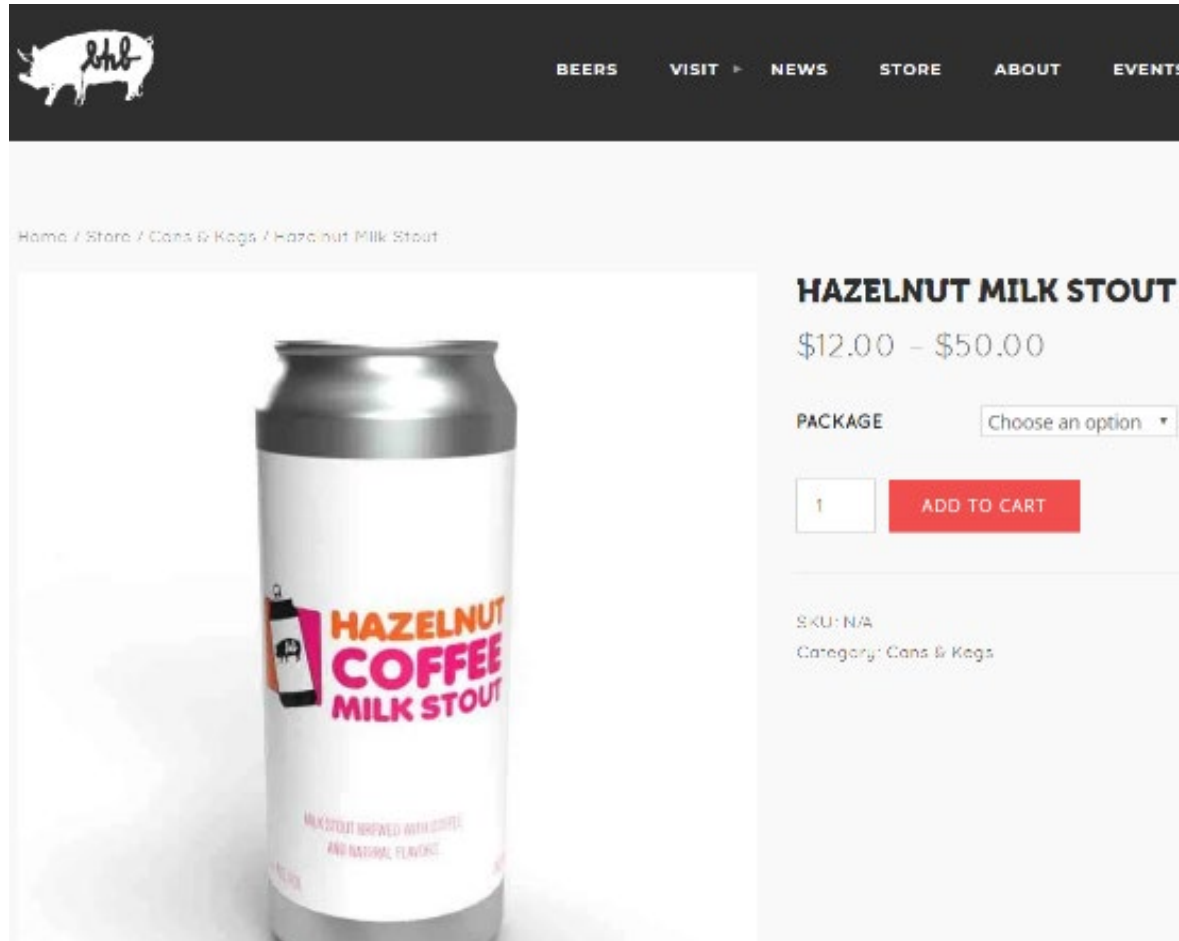 bhb
BEERS VISIT ▸ NEWS STORE ABOUT EVENTS
Home / Store / Cans & Kegs / Hazelnut Milk Stout
HAZELNUT MILK STOUT
$12.00 – $50.00
PACKAGE Choose an option ▾
1 ADD TO CART
SKU: N/A
Category: Cans & Kegs
HAZELNUT
COFFEE
MILK STOUT
MILK STOUT BREWED WITH COFFEE
AND NATURAL FLAVORS